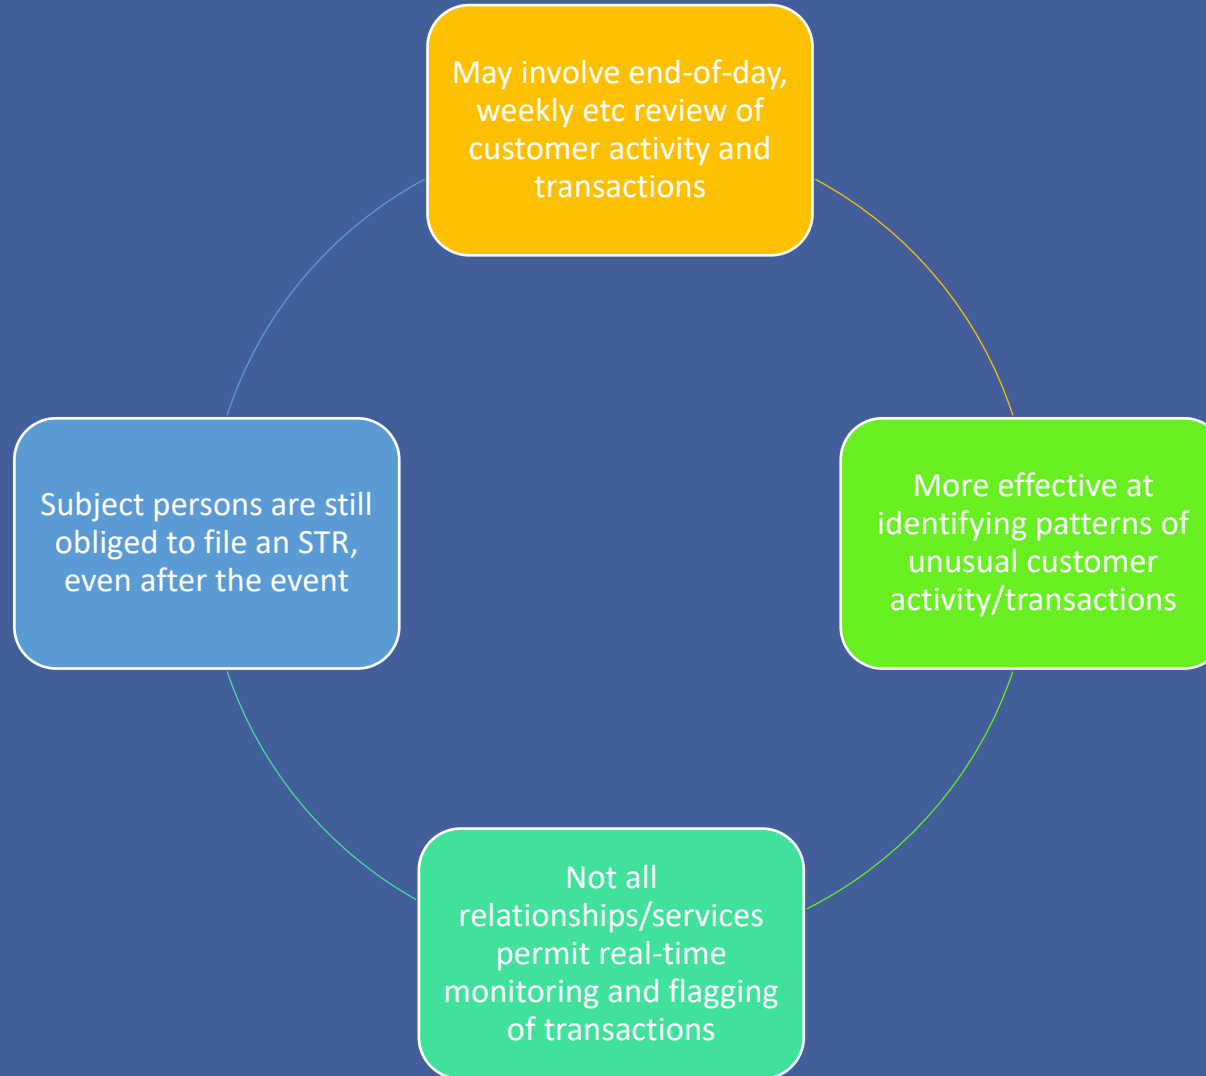 May involve end-of-day,
weekly etc review of
customer activity and
transactions
More effective at
identifying patterns of
unusual customer
activity/transactions
Not all
relationships/services
permit real-time
monitoring and flagging
of transactions
Subject persons are still
obliged to file an STR,
even after the event